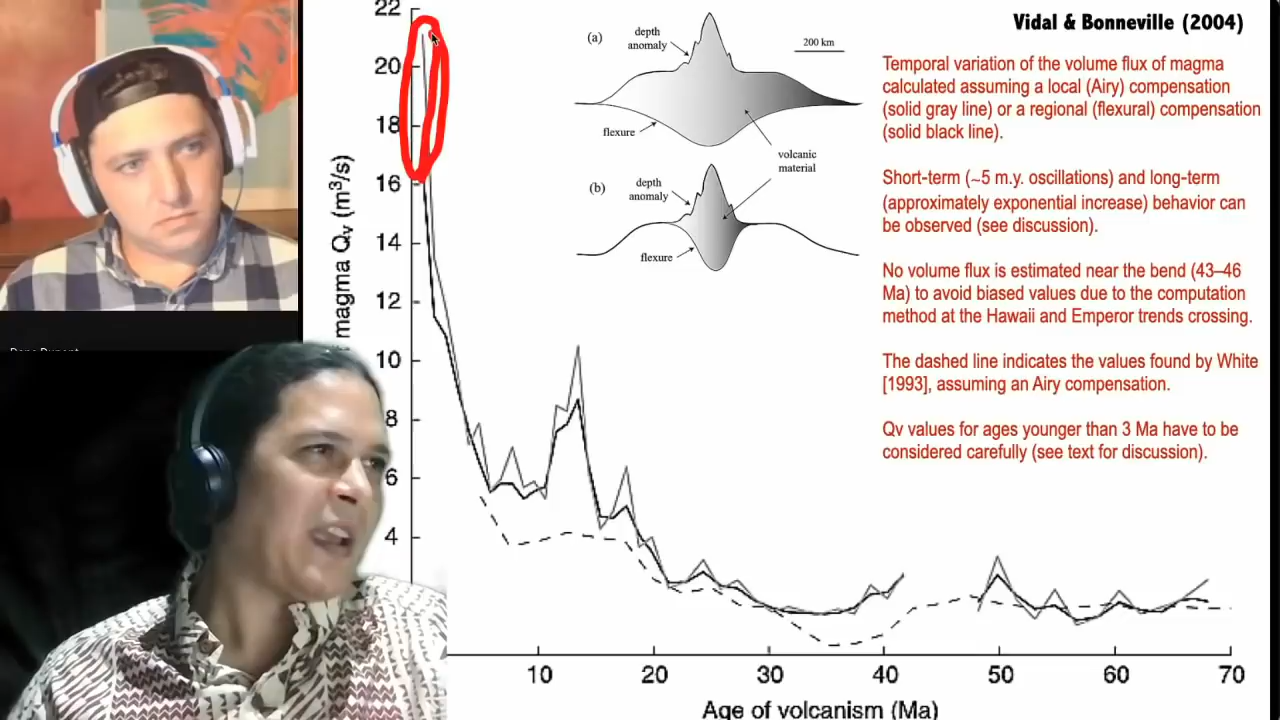 Vidal & Bonneville (2004)
Temporal variation of the volume flux of magma
calculated assuming a local (Airy) compensation
(solid gray line) or a regional (flexural) compensation
(solid black line).
Short-term (~5 m.y. oscillations) and long-term
(approximately exponential increase) behavior can
be observed (see discussion).
No volume flux is estimated near the bend (43–46
Ma) to avoid biased values due to the computation
method at the Hawaii and Emperor trends crossing.
The dashed line indicates the values found by White
[1993], assuming an Airy compensation.
Qv values for ages younger than 3 Ma have to be
considered carefully (see text for discussion).
(a)
depth
anomaly
200 km
flexure
volcanic
material
(b)
depth
anomaly
flexure
magma Qv (m³/s)
22
20
18
16
14
12
10
8
6
4
10 20 30 40 50 60 70
Age of volcanism (Ma)